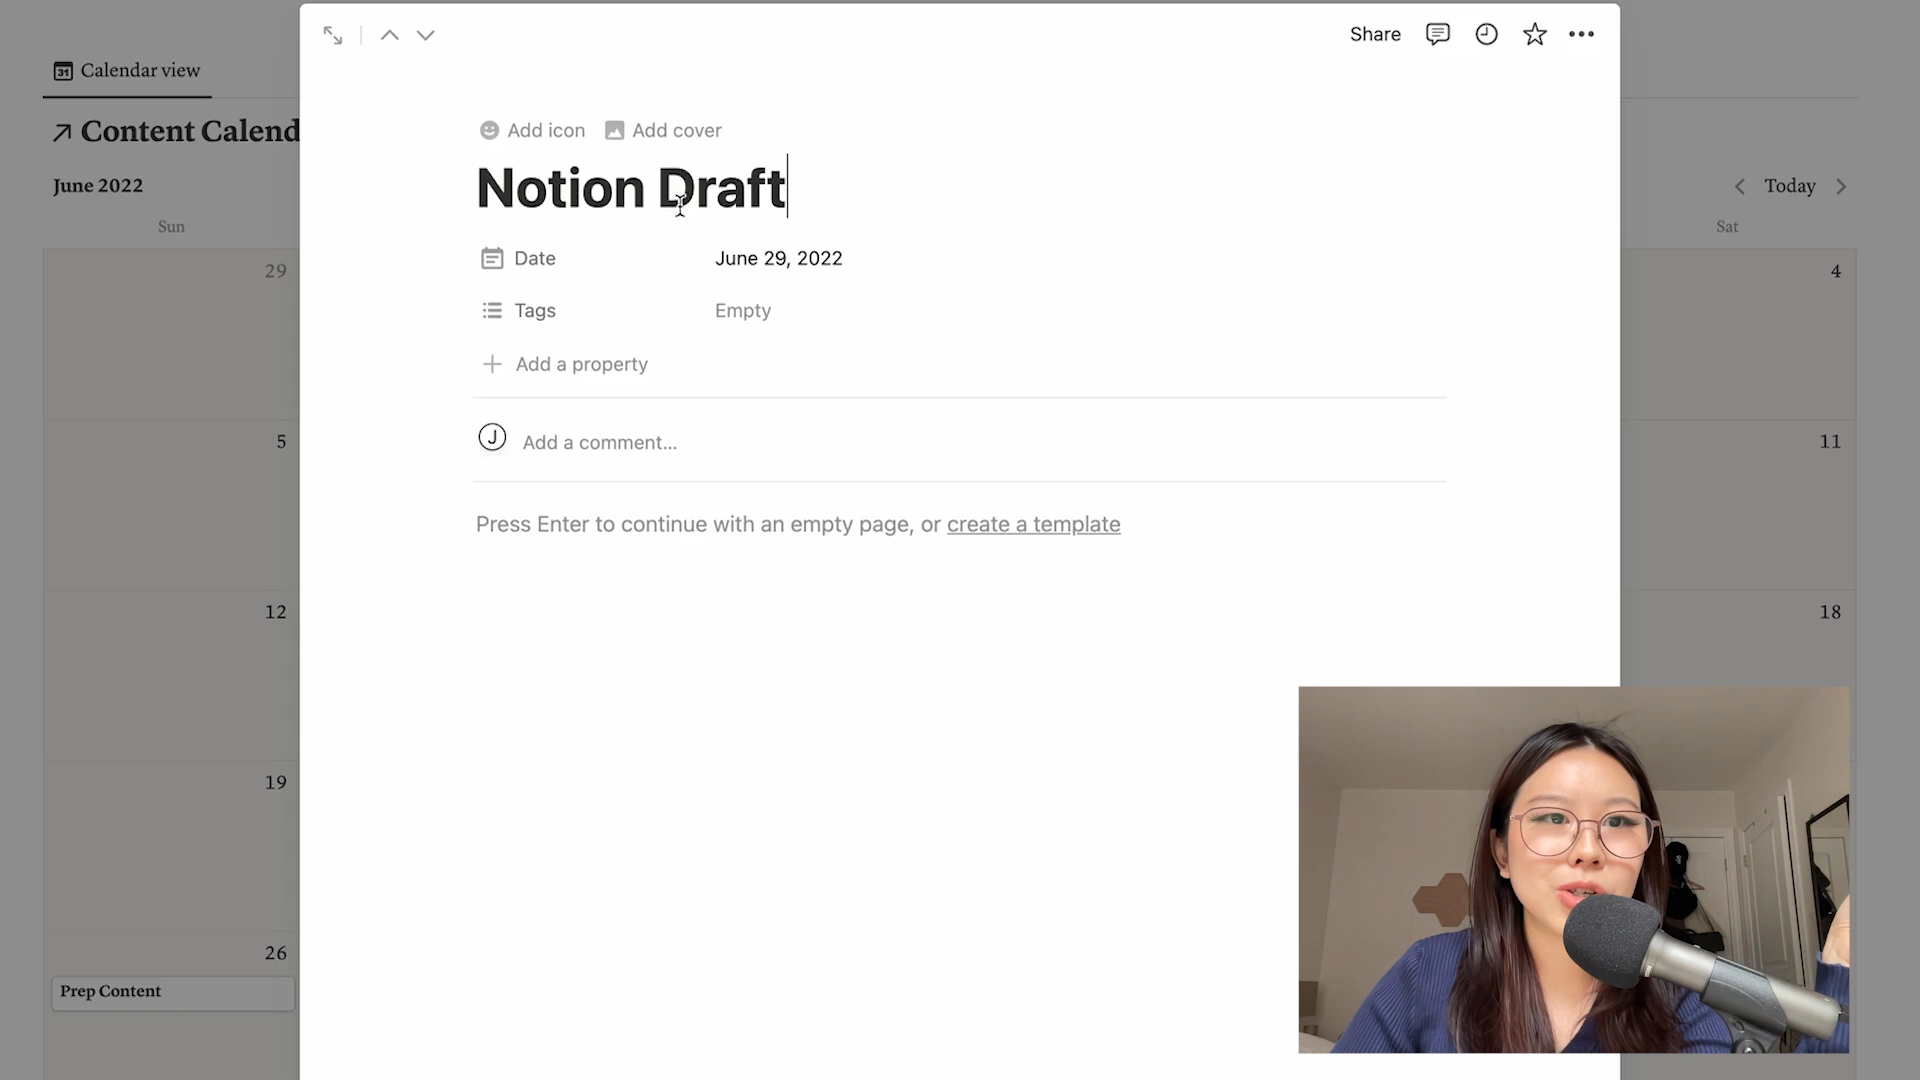 Share
31 Calendar view
Add icon Add cover
Content Calend
Notion Draft
June 2022
Today
Sun
Sat
Date June 29, 2022
29
4
Tags Empty
Add a property
5
11
J Add a comment...
Press Enter to continue with an empty page, or create a template
12
18
19
26
Prep Content